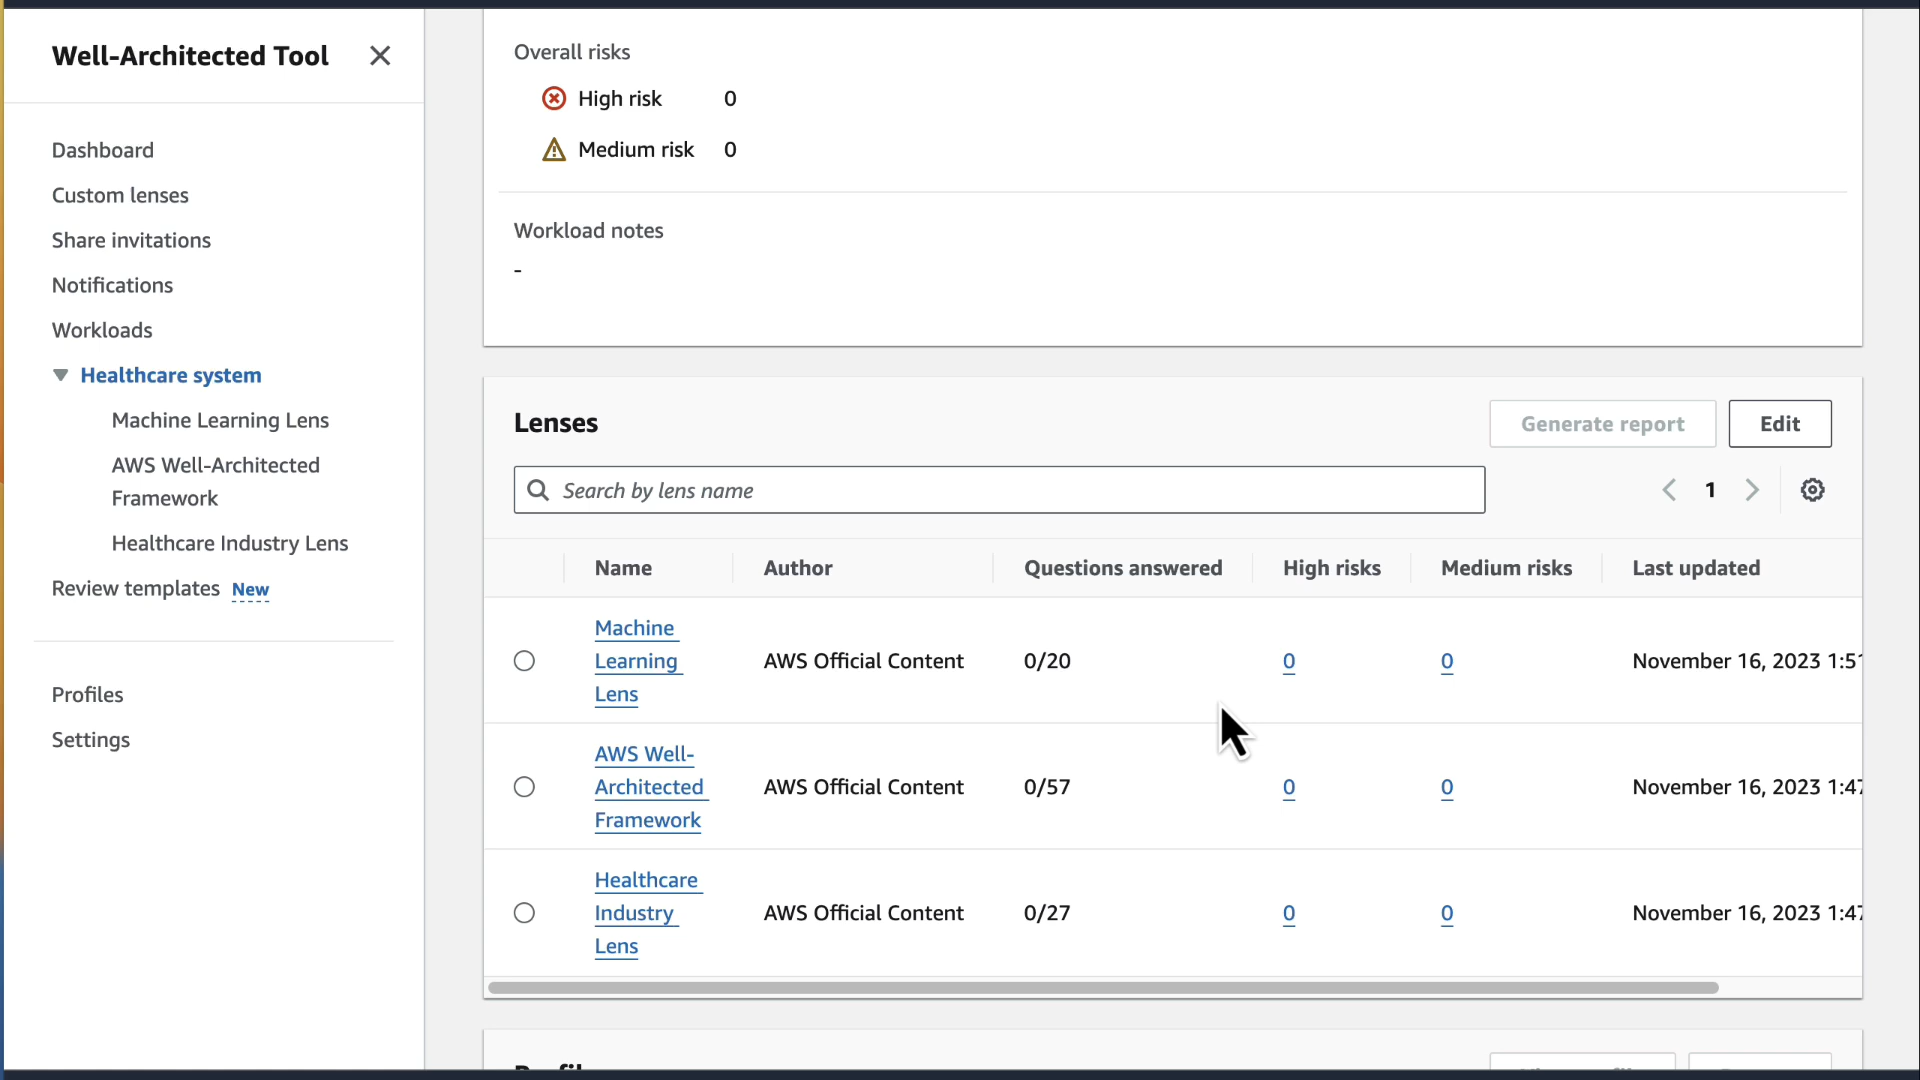 Well-Architected Tool
Dashboard
Custom lenses
Share invitations
Notifications
Workloads
Healthcare system
Machine Learning Lens
AWS Well-Architected
Framework
Healthcare Industry Lens
Review templates New
Profiles
Settings
Overall risks
High risk 0
Medium risk 0
Workload notes
-
Lenses
Generate report
Edit
Search by lens name
1
Name Author Questions answered High risks Medium risks Last updated
Machine
Learning
Lens
AWS Official Content 0/20 0 0 November 16, 2023 1:51
AWS Well-
Architected
Framework
AWS Official Content 0/57 0 0 November 16, 2023 1:47
Healthcare
Industry
Lens
AWS Official Content 0/27 0 0 November 16, 2023 1:47